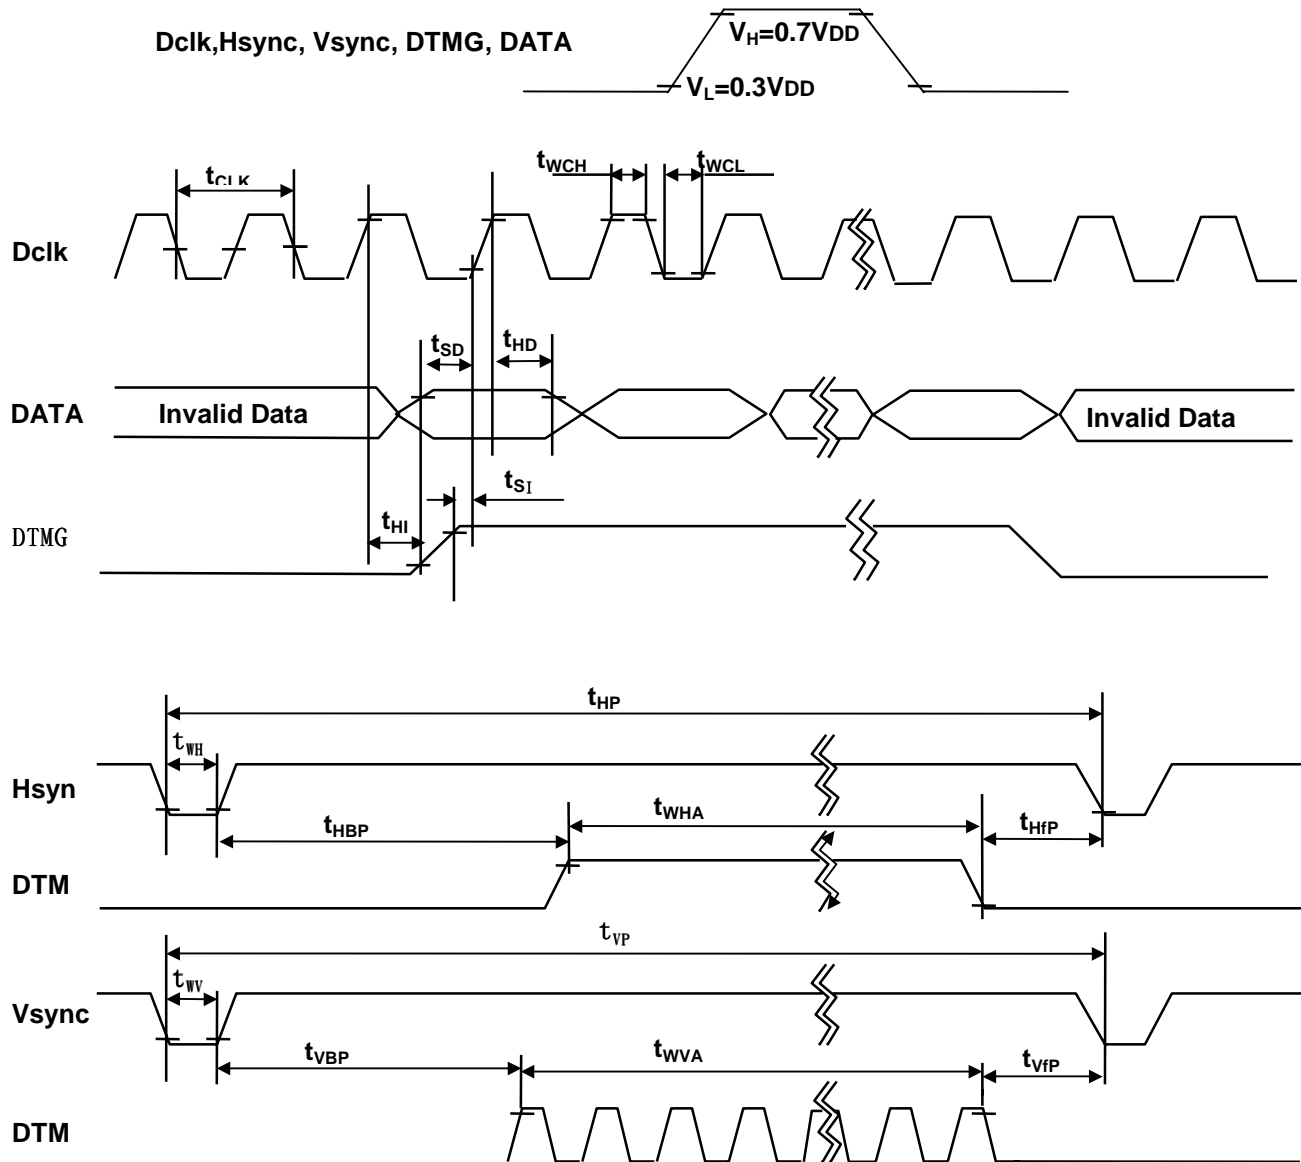 Dclk,Hsync, Vsync, DTMG, DATA
VH=0.7VDD
VL=0.3VDD
tCLK
tWCH
tWCL
Dclk
tSD
tHD
DATA
Invalid Data
Invalid Data
tSI
tHI
DTMG
tHP
tWH
Hsyn
tHBP
tWHA
tHfP
DTM
tVP
tWV
Vsync
tVBP
tWVA
tVfP
DTM